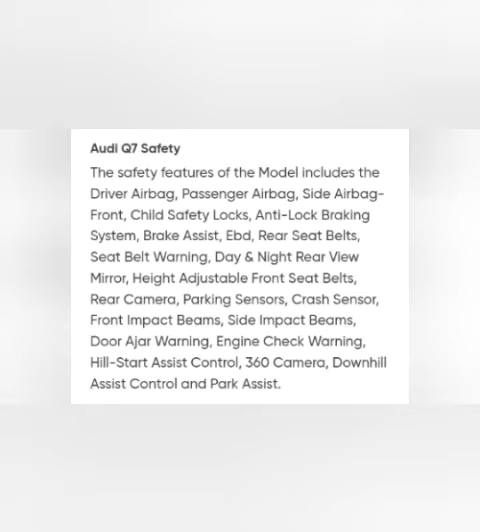 Audi Q7 Safety
The safety features of the Model includes the
Driver Airbag, Passenger Airbag, Side Airbag-
Front, Child Safety Locks, Anti-Lock Braking
System, Brake Assist, Ebd, Rear Seat Belts,
Seat Belt Warning, Day & Night Rear View
Mirror, Height Adjustable Front Seat Belts,
Rear Camera, Parking Sensors, Crash Sensor,
Front Impact Beams, Side Impact Beams,
Door Ajar Warning, Engine Check Warning,
Hill-Start Assist Control, 360 Camera, Downhill
Assist Control and Park Assist.